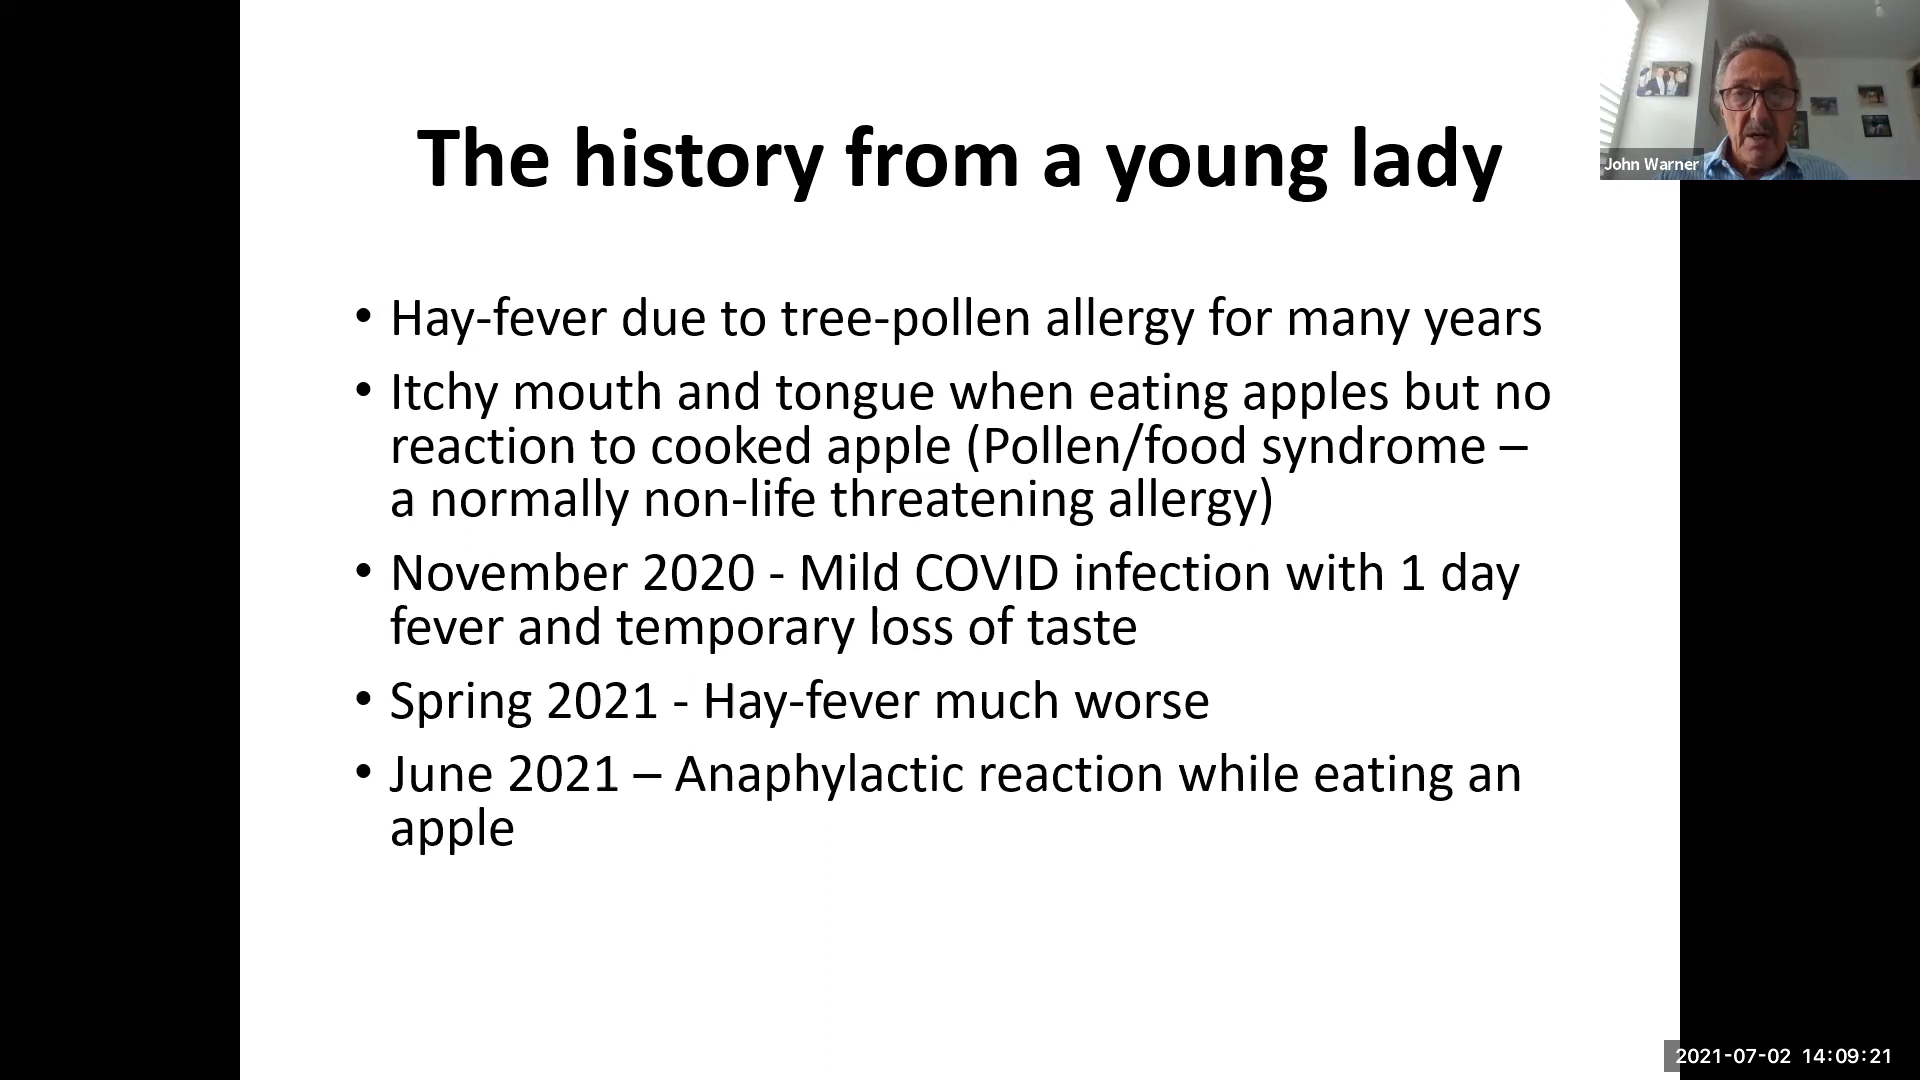 The history from a young lady
John Warner
• Hay-fever due to tree-pollen allergy for many years
• Itchy mouth and tongue when eating apples but no
reaction to cooked apple (Pollen/food syndrome –
a normally non-life threatening allergy)
• November 2020 - Mild COVID infection with 1 day
fever and temporary loss of taste
• Spring 2021 - Hay-fever much worse
• June 2021 – Anaphylactic reaction while eating an
apple
2021-07-02 14:09:21